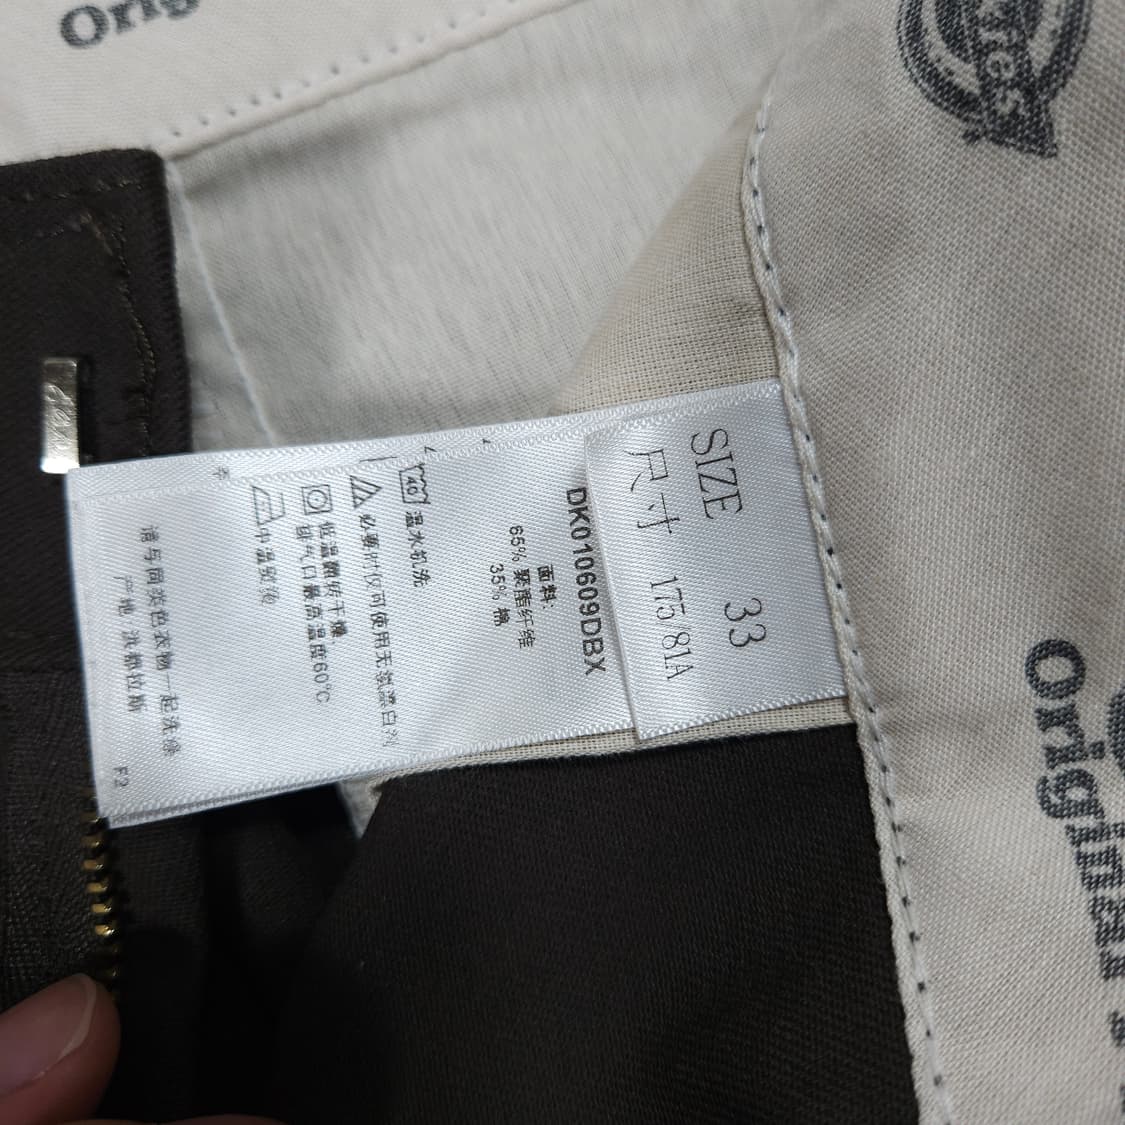 Orig
SIZE 33
尺寸 175/81A
DK010609DBX
面料:
65% 聚酯纤维
35% 棉
40 温水机洗
必要时仅可使用无氯漂白剂
低温翻转干燥
排气口最高温度60℃
中温熨烫
请与同类色衣物一起洗涤
产地
F2
Original